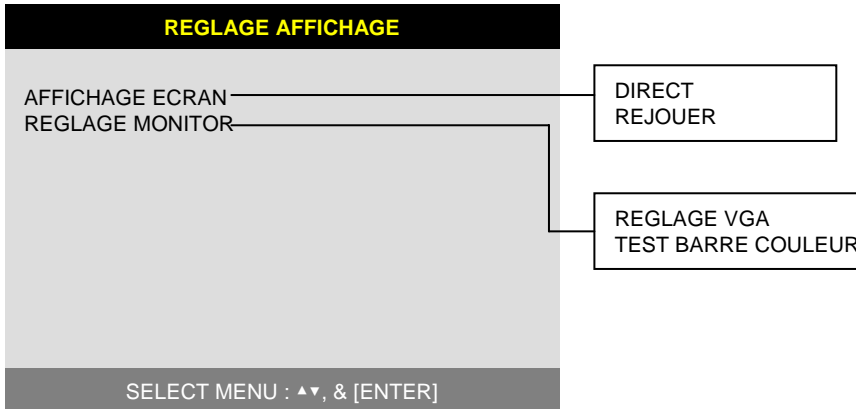 REGLAGE AFFICHAGE
AFFICHAGE ECRAN
REGLAGE MONITOR
DIRECT
REJOUER
REGLAGE VGA
TEST BARRE COULEUR
SELECT MENU : ▲▼, & [ENTER]